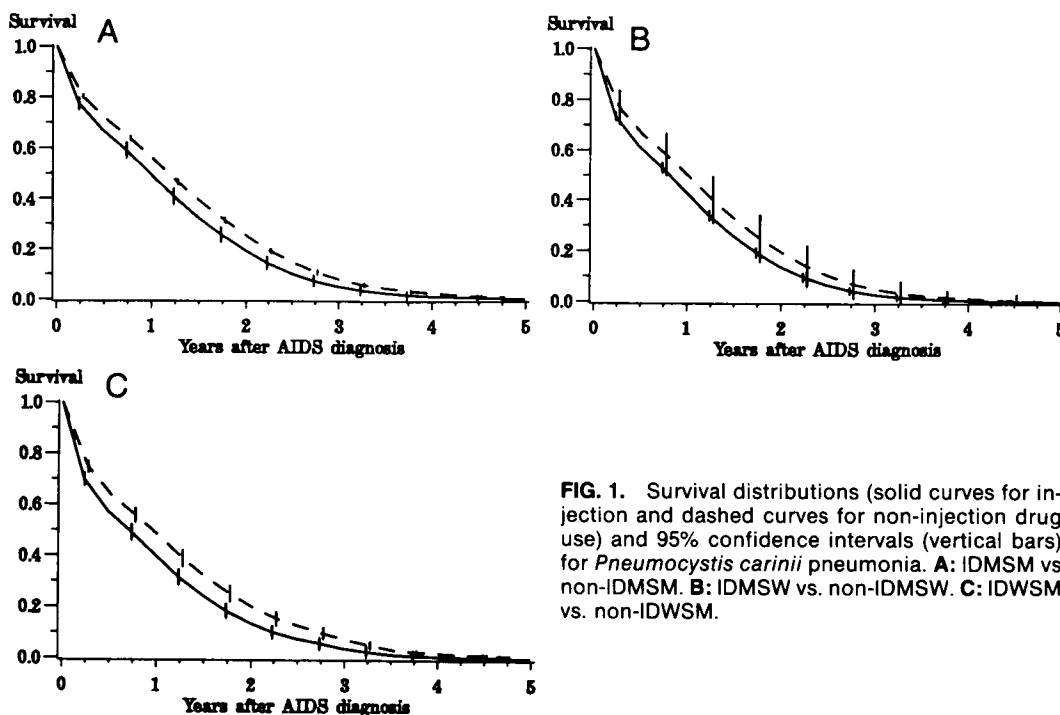 Survival
A
1.0
0.8
0.6
0.4
0.2
0.0
0 1 2 3 4 5
Years after AIDS diagnosis
Survival
B
1.0
0.8
0.6
0.4
0.2
0.0
0 1 2 3 4 5
Years after AIDS diagnosis
Survival
C
1.0
0.8
0.6
0.4
0.2
0.0
0 1 2 3 4 5
Years after AIDS diagnosis
FIG. 1. Survival distributions (solid curves for in-
jection and dashed curves for non-injection drug
use) and 95% confidence intervals (vertical bars)
for Pneumocystis carinii pneumonia. A: IDMSM vs
non-IDMSM. B: IDMSW vs. non-IDMSW. C: IDWSM
vs. non-IDWSM.